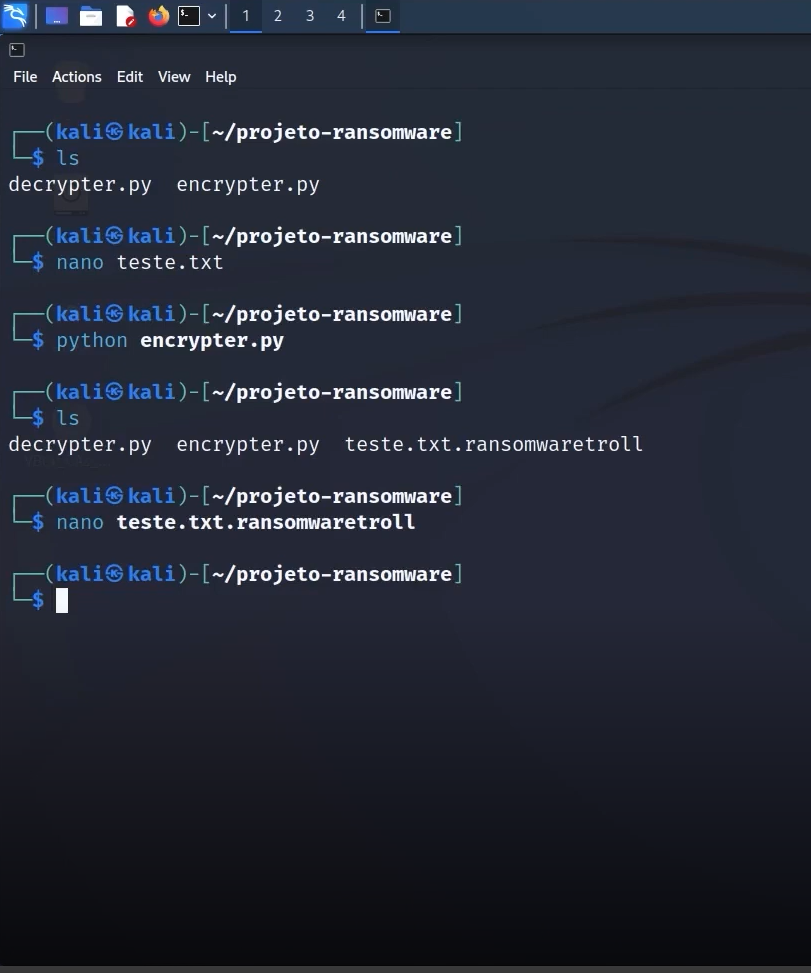 1 2 3 4
File Actions Edit View Help
┌──(kali㉿kali)-[~/projeto-ransomware]
└─$ ls
decrypter.py encrypter.py
┌──(kali㉿kali)-[~/projeto-ransomware]
└─$ nano teste.txt
┌──(kali㉿kali)-[~/projeto-ransomware]
└─$ python encrypter.py
┌──(kali㉿kali)-[~/projeto-ransomware]
└─$ ls
decrypter.py encrypter.py teste.txt.ransomwaretroll
┌──(kali㉿kali)-[~/projeto-ransomware]
└─$ nano teste.txt.ransomwaretroll
┌──(kali㉿kali)-[~/projeto-ransomware]
└─$